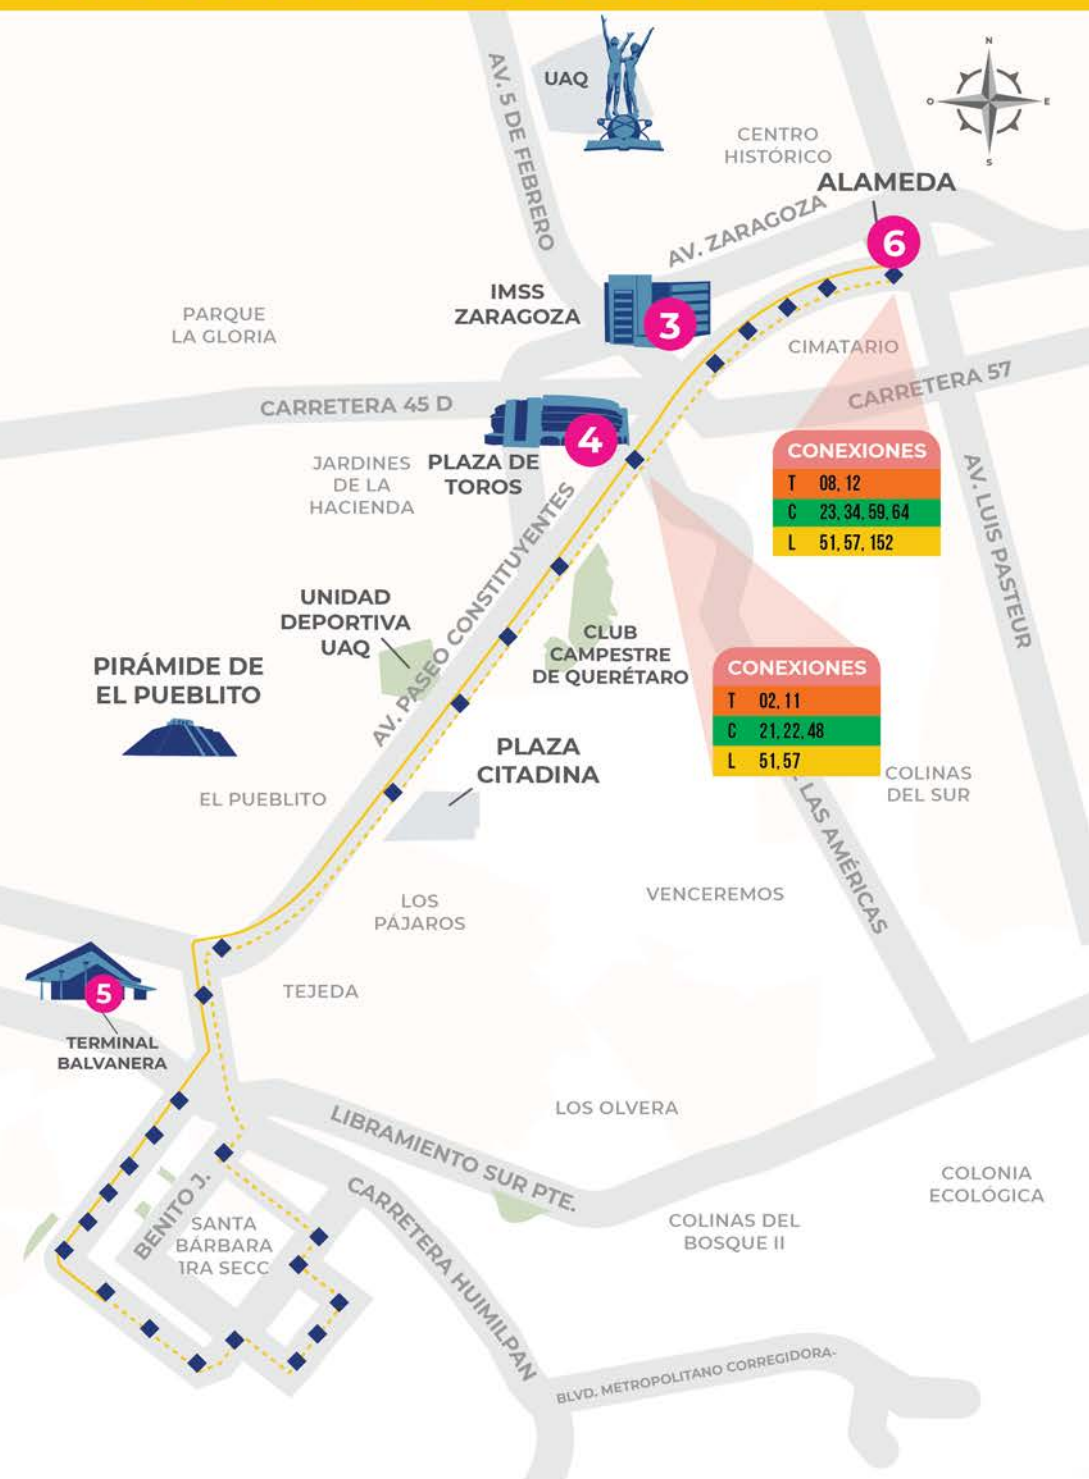 N
O
E
S
UAQ
AV. 5 DE FEBRERO
CENTRO
HISTÓRICO
ALAMEDA
AV. ZARAGOZA
6
IMSS
ZARAGOZA
3
PARQUE
LA GLORIA
CIMATARIO
CARRETERA 57
CARRETERA 45 D
4
PLAZA DE
TOROS
JARDINES
DE LA
HACIENDA
CONEXIONES
T 08, 12
C 23, 34, 59, 64
L 51, 57, 152
AV. LUIS PASTEUR
AV. PASEO CONSTITUYENTES
UNIDAD
DEPORTIVA
UAQ
CLUB
CAMPESTRE
DE QUERÉTARO
PIRÁMIDE DE
EL PUEBLITO
CONEXIONES
T 02, 11
C 21, 22, 48
L 51, 57
PLAZA
CITADINA
COLINAS
DEL SUR
EL PUEBLITO
LAS AMÉRICAS
LOS
PÁJAROS
VENCEREMOS
5
TERMINAL
BALVANERA
TEJEDA
LOS OLVERA
LIBRAMIENTO SUR PTE.
COLONIA
ECOLÓGICA
BENITO J.
SANTA
BÁRBARA
1RA SECC
CARRETERA HUIMILPAN
COLINAS DEL
BOSQUE II
BLVD. METROPOLITANO CORREGIDORA.